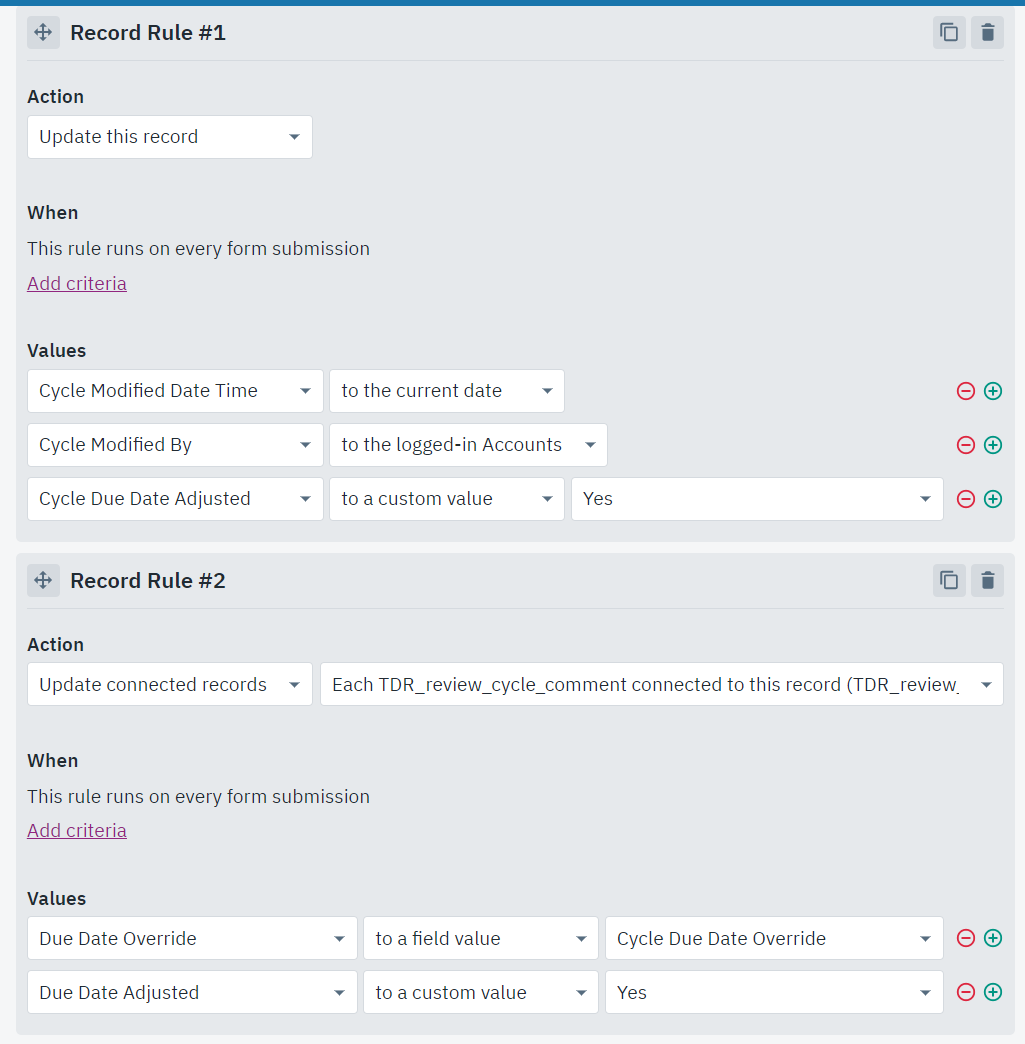 Record Rule #1
Action
Update this record
When
This rule runs on every form submission
Add criteria
Values
Cycle Modified Date Time to the current date
Cycle Modified By to the logged-in Accounts
Cycle Due Date Adjusted to a custom value Yes
Record Rule #2
Action
Update connected records Each TDR_review_cycle_comment connected to this record (TDR_review_
When
This rule runs on every form submission
Add criteria
Values
Due Date Override to a field value Cycle Due Date Override
Due Date Adjusted to a custom value Yes